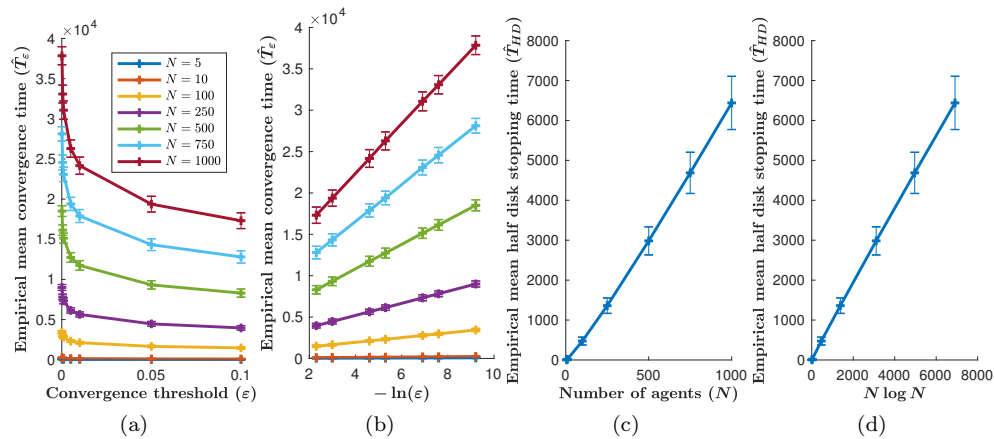 ×10⁴
Empirical mean convergence time (T̂_ε)
4
3.5
3
2.5
2
1.5
1
0.5
0
0
0.05
0.1
Convergence threshold (ε)
N = 5
N = 10
N = 100
N = 250
N = 500
N = 750
N = 1000
(a)
×10⁴
Empirical mean convergence time (T̂_ε)
4
3.5
3
2.5
2
1.5
1
0.5
0
2
4
6
8
10
− ln(ε)
(b)
Empirical mean half disk stopping time (T̂_HD)
8000
7000
6000
5000
4000
3000
2000
1000
0
0
500
1000
Number of agents (N)
(c)
Empirical mean half disk stopping time (T̂_HD)
8000
7000
6000
5000
4000
3000
2000
1000
0
0
2000
4000
6000
8000
N log N
(d)